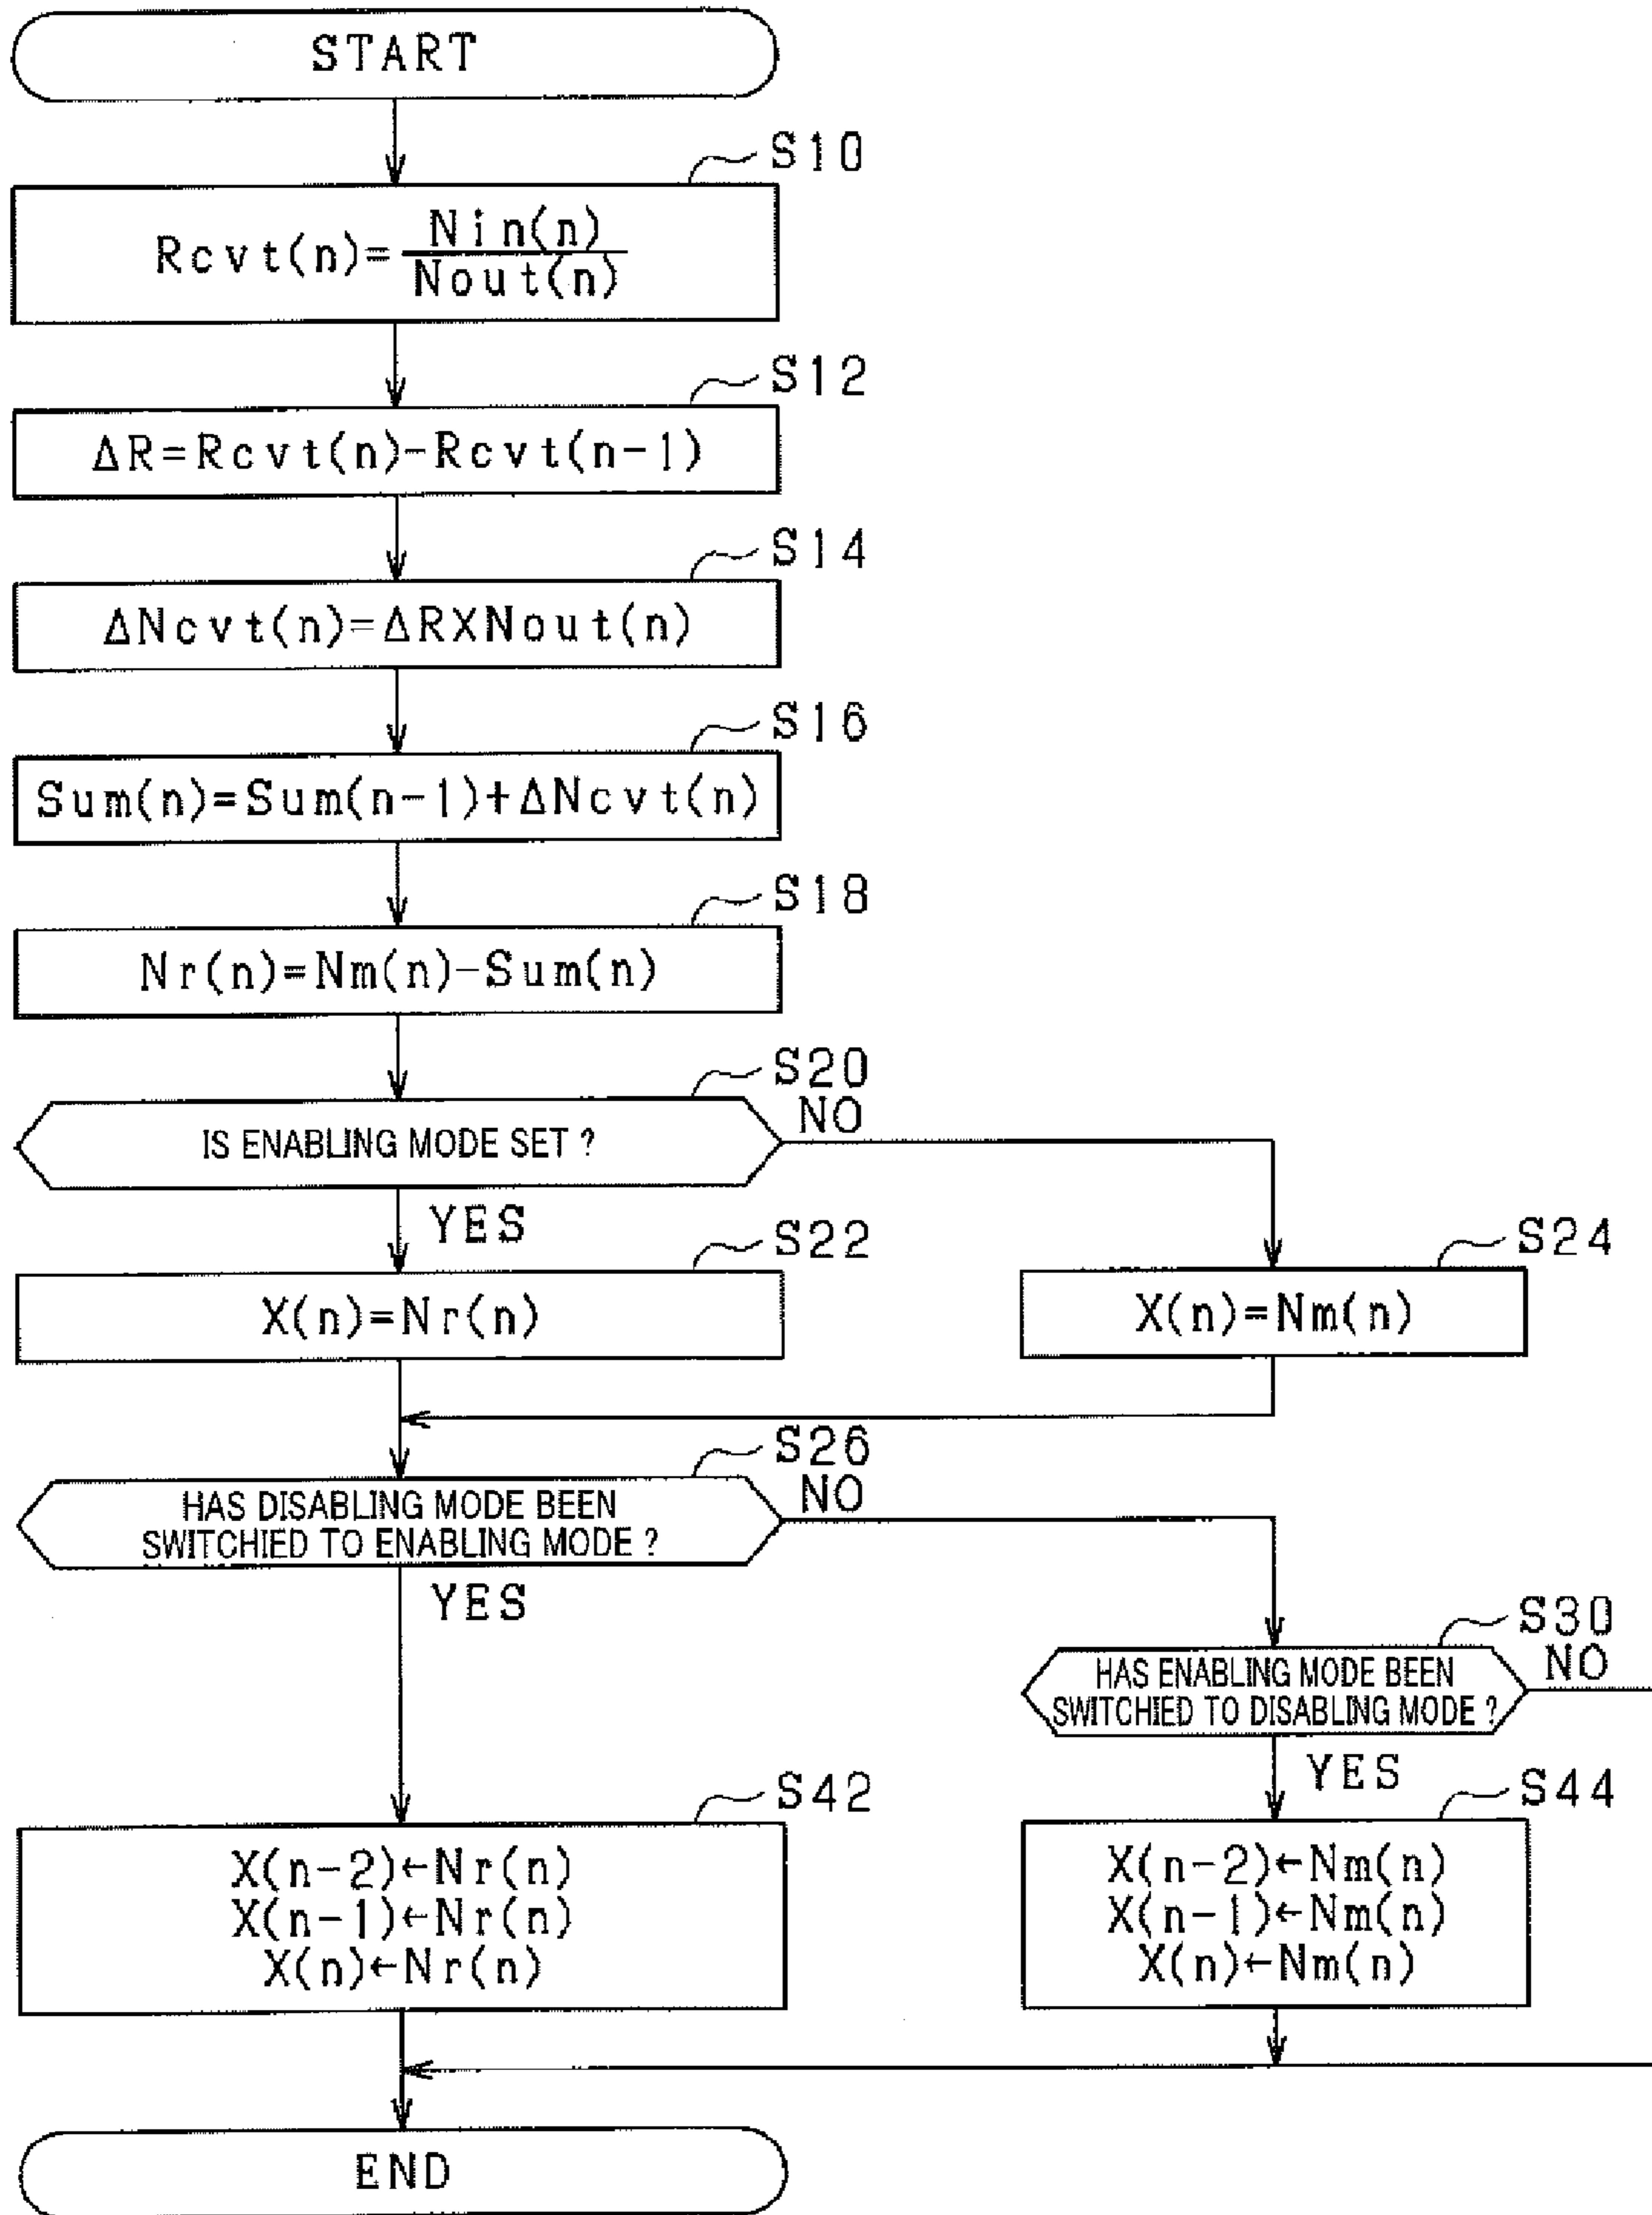 START
S10
Rcvt(n)=Nin(n)/Nout(n)
S12
ΔR=Rcvt(n)-Rcvt(n-1)
S14
ΔNcvt(n)=ΔRXNout(n)
S16
Sum(n)=Sum(n-1)+ΔNcvt(n)
S18
Nr(n)=Nm(n)-Sum(n)
S20
NO
IS ENABLING MODE SET ?
YES
S22
X(n)=Nr(n)
S24
X(n)=Nm(n)
S26
NO
HAS DISABLING MODE BEEN
SWITCHIED TO ENABLING MODE ?
YES
S30
NO
HAS ENABLING MODE BEEN
SWITCHIED TO DISABLING MODE ?
YES
S42
X(n-2)←Nr(n)
X(n-1)←Nr(n)
X(n)←Nr(n)
S44
X(n-2)←Nm(n)
X(n-1)←Nm(n)
X(n)←Nm(n)
END